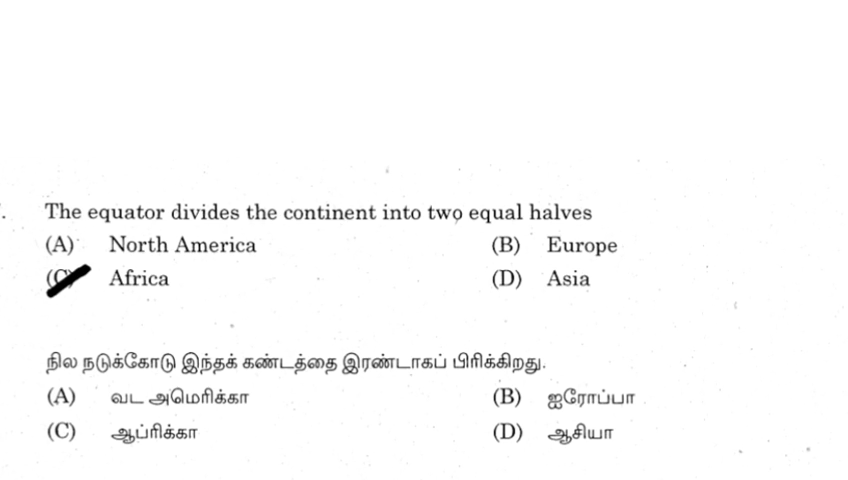 The equator divides the continent into two equal halves
(A) North America (B) Europe
(C) Africa (D) Asia
நில நடுக்கோடு இந்தக் கண்டத்தை இரண்டாகப் பிரிக்கிறது.
(A) வட அமெரிக்கா (B) ஐரோப்பா
(C) ஆப்ரிக்கா (D) ஆசியா